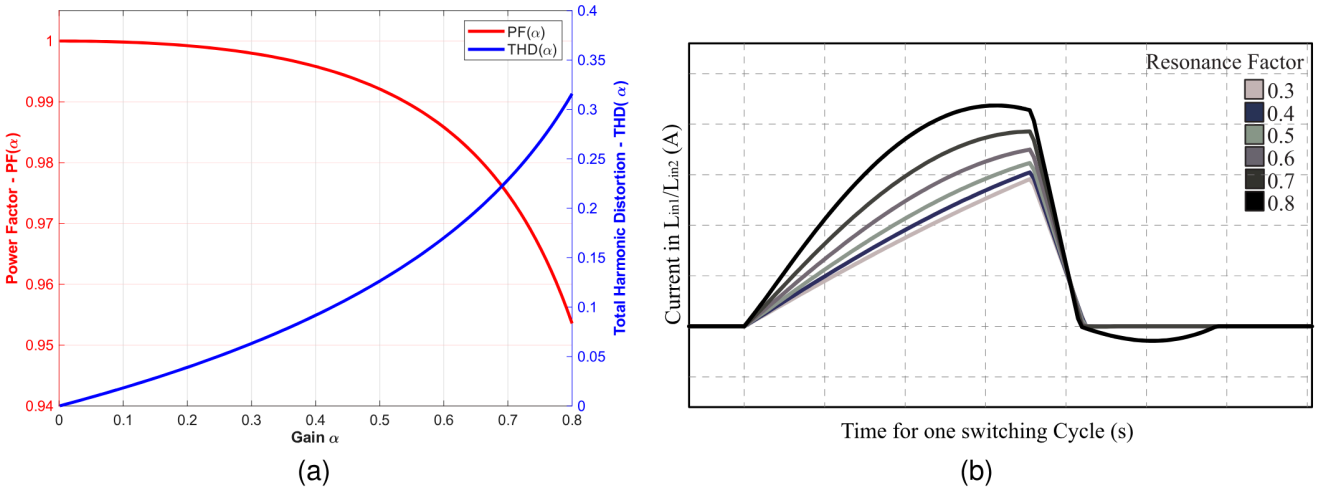 PF(α)
THD(α)
Power Factor - PF(α)
1
0.99
0.98
0.97
0.96
0.95
0.94
0.4
0.35
0.3
0.25
0.2
0.15
0.1
0.05
0
Total Harmonic Distortion - THD( α)
0 0.1 0.2 0.3 0.4 0.5 0.6 0.7 0.8
Gain α
(a)
Resonance Factor
0.3
0.4
0.5
0.6
0.7
0.8
Current in Lin1/Lin2 (A)
Time for one switching Cycle (s)
(b)